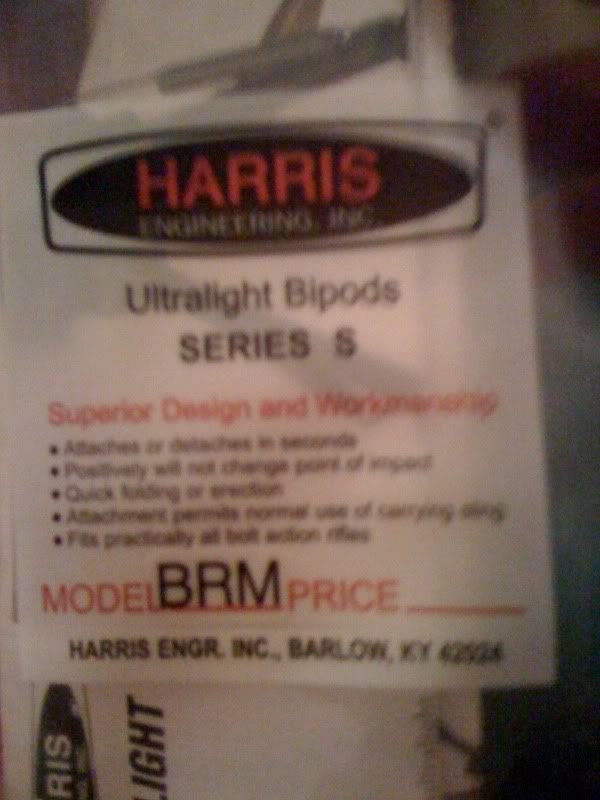 ®
HARRIS
ENGINEERING, INC.
Ultralight Bipods
SERIES S
Superior Design and Workmanship
• Attaches or detaches in seconds
• Positively will not change point of impact
• Quick folding or erection
• Attachment permits normal use of carrying sling
• Fits practically all bolt action rifles
MODEL BRM PRICE
HARRIS ENGR. INC., BARLOW, KY 42024
RIS
LIGHT